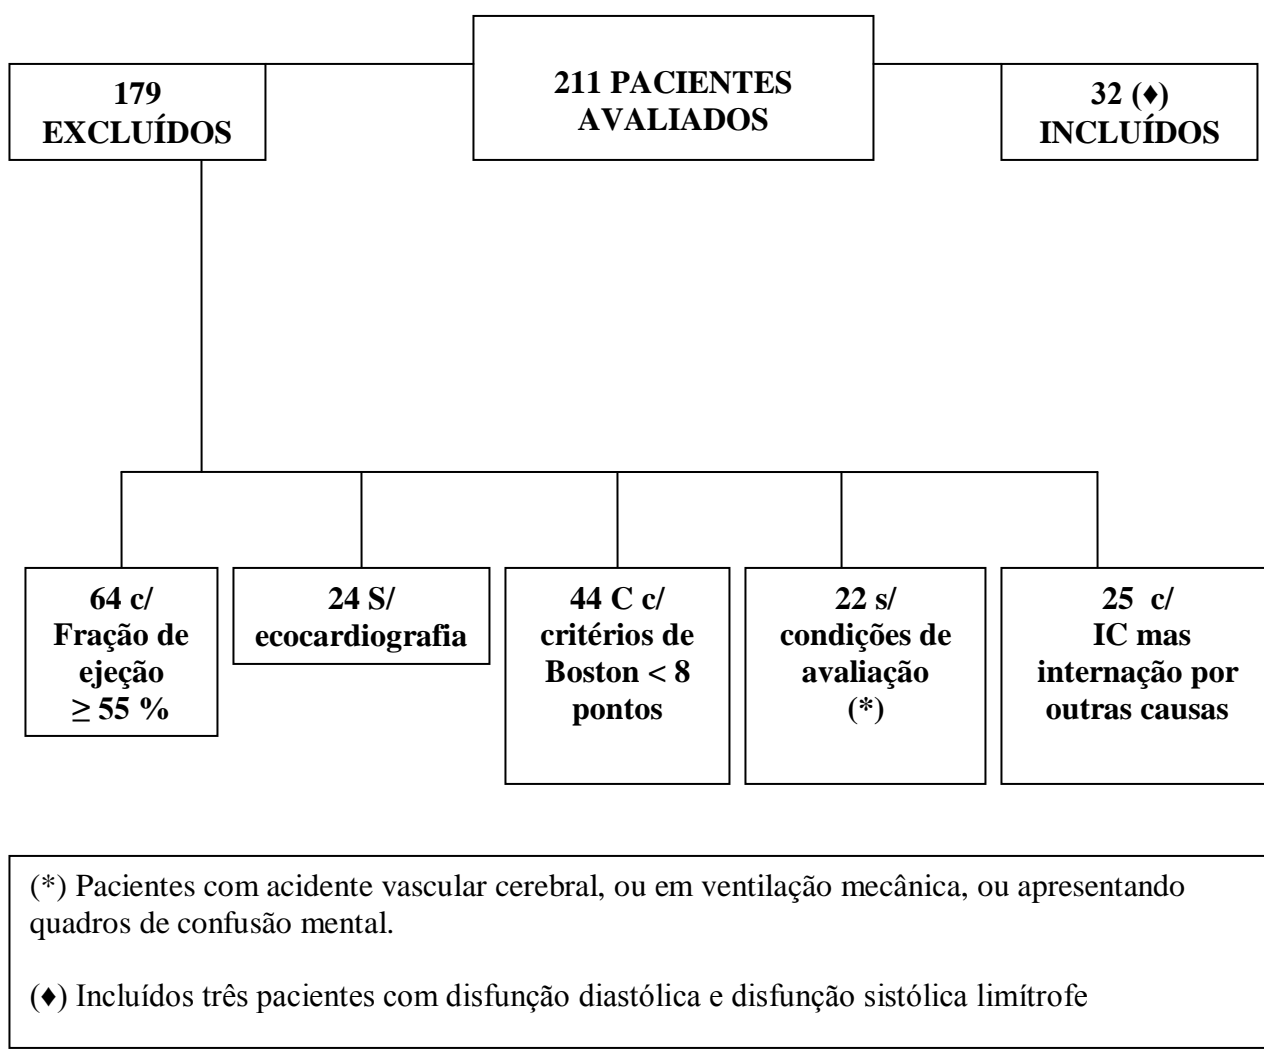 211 PACIENTES
AVALIADOS
179
EXCLUÍDOS
32 (♦)
INCLUÍDOS
64 c/
Fração de
ejeção
≥ 55 %
24 S/
ecocardiografia
44 C c/
critérios de
Boston < 8
pontos
22 s/
condições de
avaliação
(*)
25 c/
IC mas
internação por
outras causas
(*) Pacientes com acidente vascular cerebral, ou em ventilação mecânica, ou apresentando
quadros de confusão mental.
(♦) Incluídos três pacientes com disfunção diastólica e disfunção sistólica limítrofe